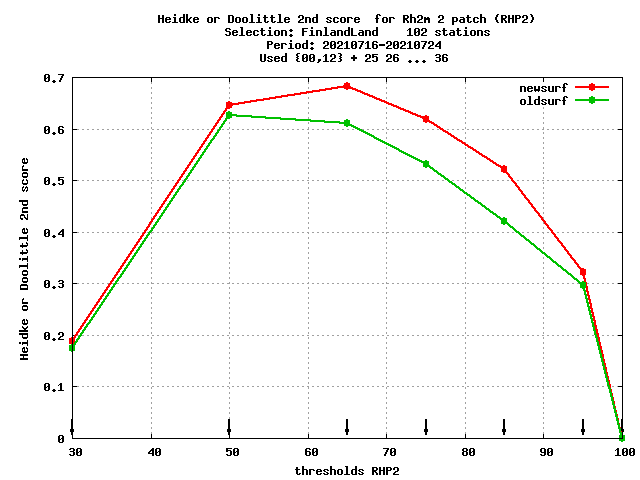 Heidke or Doolittle 2nd score  for Rh2m 2 patch (RHP2)
Selection: FinlandLand    102 stations
Period: 20210716-20210724
Used {00,12} + 25 26 ... 36
newsurf
oldsurf
Heidke or Doolittle 2nd score
0.7
0.6
0.5
0.4
0.3
0.2
0.1
0
30 40 50 60 70 80 90 100
thresholds RHP2